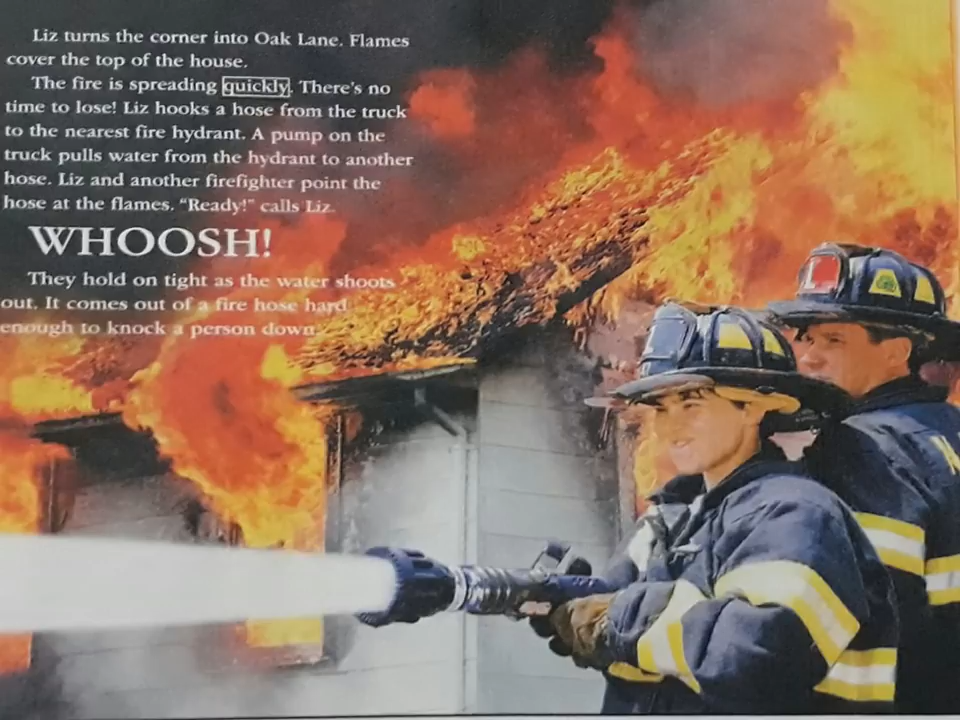 Liz turns the corner into Oak Lane. Flames
cover the top of the house.
The fire is spreading quickly. There's no
time to lose! Liz hooks a hose from the truck
to the nearest fire hydrant. A pump on the
truck pulls water from the hydrant to another
hose. Liz and another firefighter point the
hose at the flames. "Ready!" calls Liz.
WHOOSH!
They hold on tight as the water shoots
out. It comes out of a fire hose hard
enough to knock a person down.